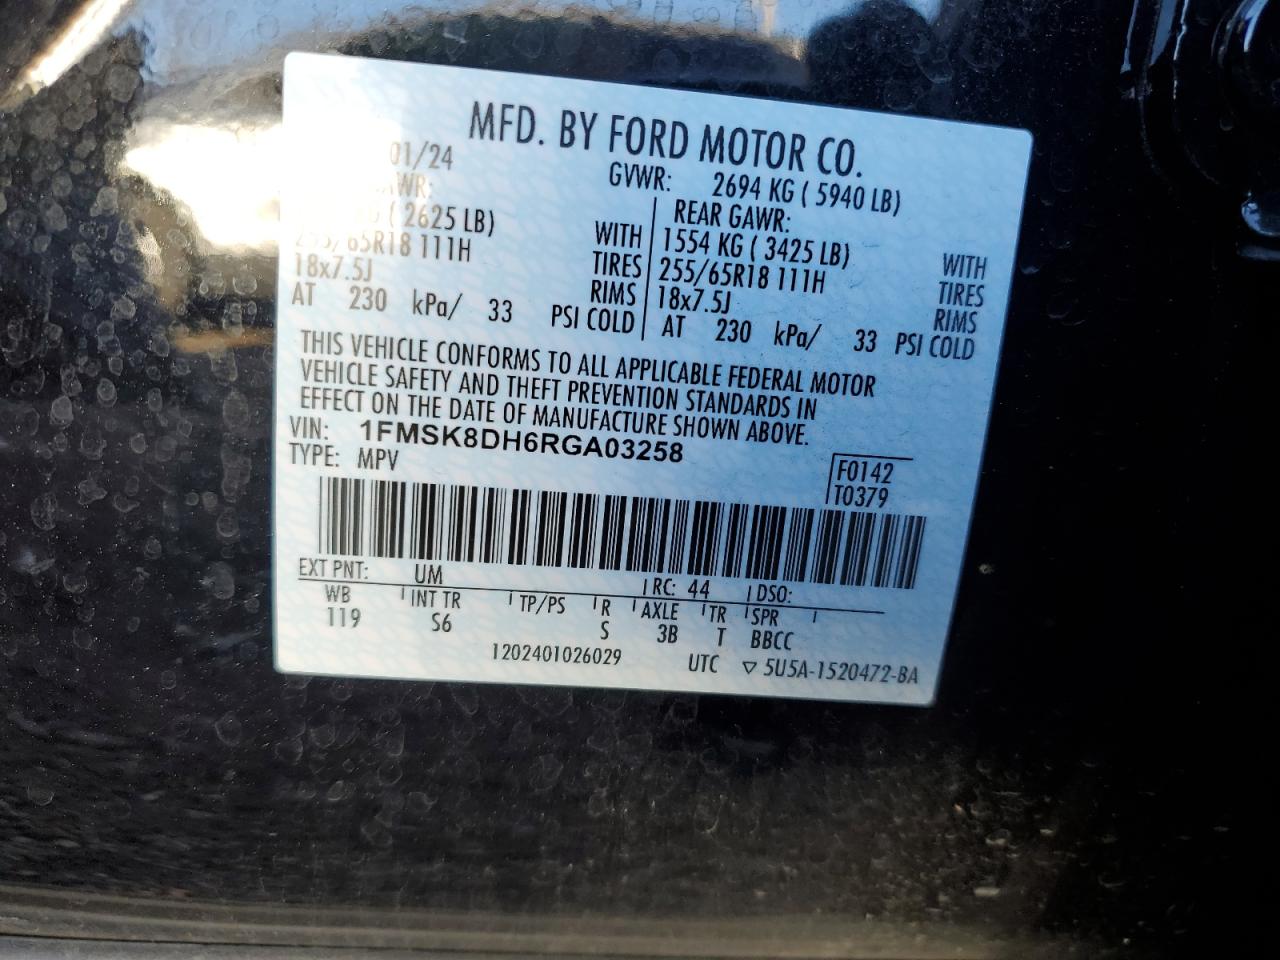 MFD. BY FORD MOTOR CO.
01/24 GVWR: 2694 KG ( 5940 LB)
REAR GAWR:
( 2625 LB) WITH 1554 KG ( 3425 LB) WITH
255/65R18 111H TIRES 255/65R18 111H TIRES
18x7.5J RIMS 18x7.5J RIMS
AT 230 kPa/ 33 PSI COLD AT 230 kPa/ 33 PSI COLD
THIS VEHICLE CONFORMS TO ALL APPLICABLE FEDERAL MOTOR
VEHICLE SAFETY AND THEFT PREVENTION STANDARDS IN
EFFECT ON THE DATE OF MANUFACTURE SHOWN ABOVE.
VIN: 1FMSK8DH6RGA03258
TYPE: MPV
F0142
T0379
EXT PNT: UM RC: 44 DSO:
WB INT TR TP/PS R AXLE TR SPR
119 S6 S 3B T BBCC
1202401026029 UTC ▽ 5U5A-1520472-BA